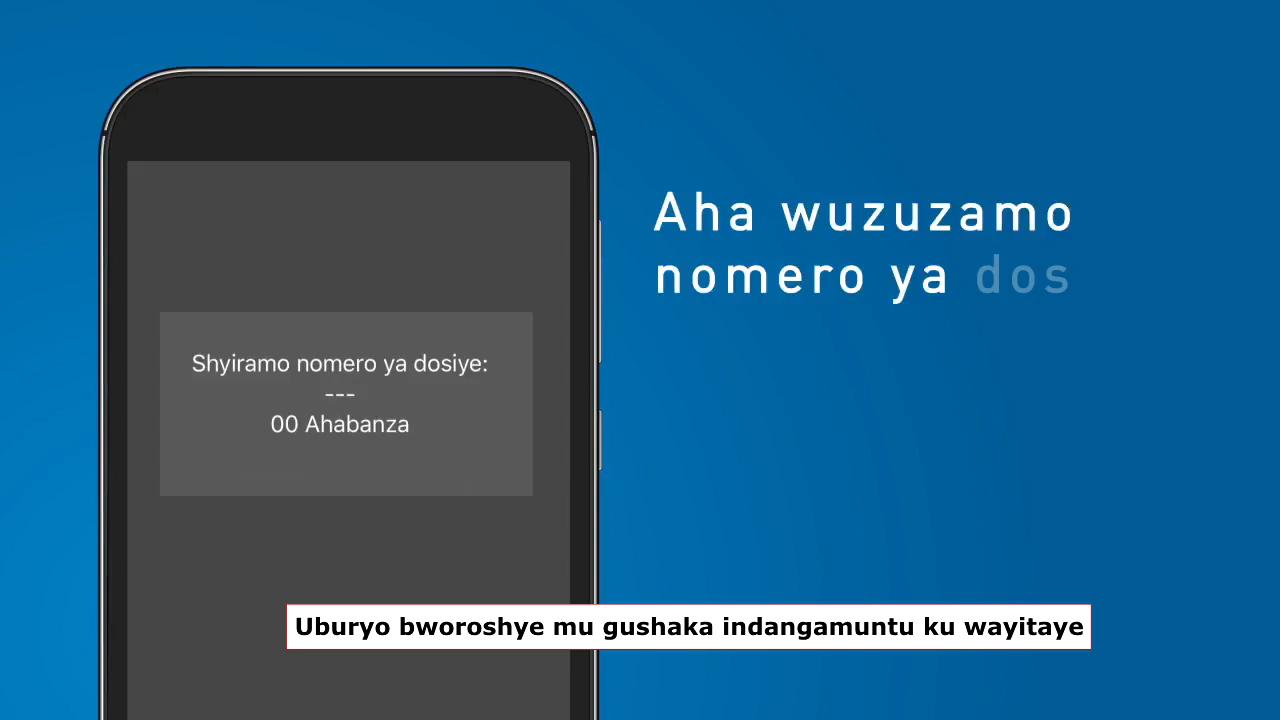 Aha wuzuzamo
nomero ya dos
Shyiramo nomero ya dosiye:
---
00 Ahabanza
Uburyo bworoshye mu gushaka indangamuntu ku wayitaye